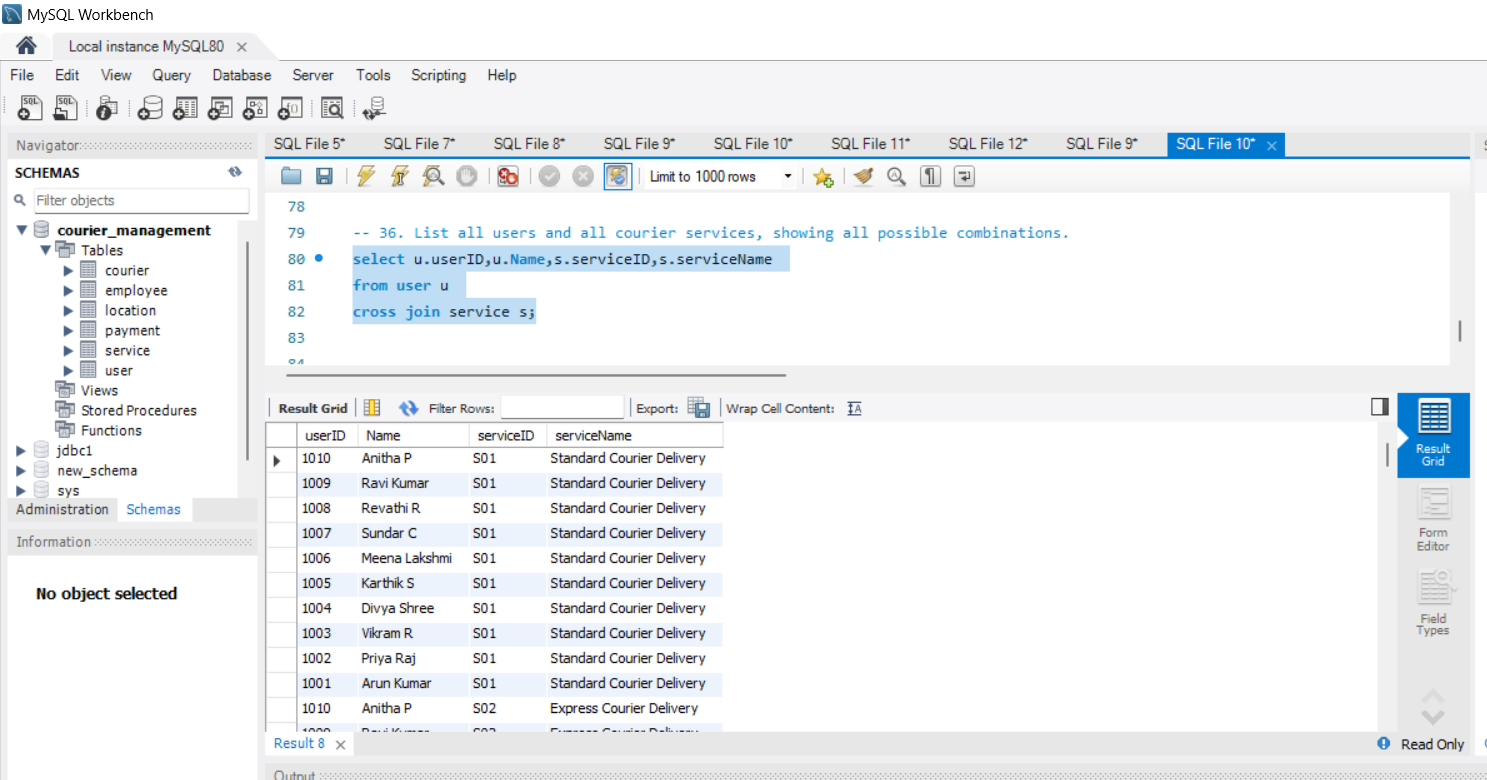 MySQL Workbench
Local instance MySQL80
File Edit View Query Database Server Tools Scripting Help
Navigator
SCHEMAS
Filter objects
courier_management
Tables
courier
employee
location
payment
service
user
Views
Stored Procedures
Functions
jdbc1
new_schema
sys
Administration Schemas
Information
No object selected
SQL File 5* SQL File 7* SQL File 8* SQL File 9* SQL File 10* SQL File 11* SQL File 12* SQL File 9* SQL File 10*
Limit to 1000 rows
78
79 -- 36. List all users and all courier services, showing all possible combinations.
80 select u.userID,u.Name,s.serviceID,s.serviceName
81 from user u
82 cross join service s;
83
84
Result Grid Filter Rows: Export: Wrap Cell Content:
userID Name serviceID serviceName
1010 Anitha P S01 Standard Courier Delivery
1009 Ravi Kumar S01 Standard Courier Delivery
1008 Revathi R S01 Standard Courier Delivery
1007 Sundar C S01 Standard Courier Delivery
1006 Meena Lakshmi S01 Standard Courier Delivery
1005 Karthik S S01 Standard Courier Delivery
1004 Divya Shree S01 Standard Courier Delivery
1003 Vikram R S01 Standard Courier Delivery
1002 Priya Raj S01 Standard Courier Delivery
1001 Arun Kumar S01 Standard Courier Delivery
1010 Anitha P S02 Express Courier Delivery
1009 Ravi Kumar S02 Express Courier Delivery
Result
Grid
Form
Editor
Field
Types
Result 8
Read Only
Output